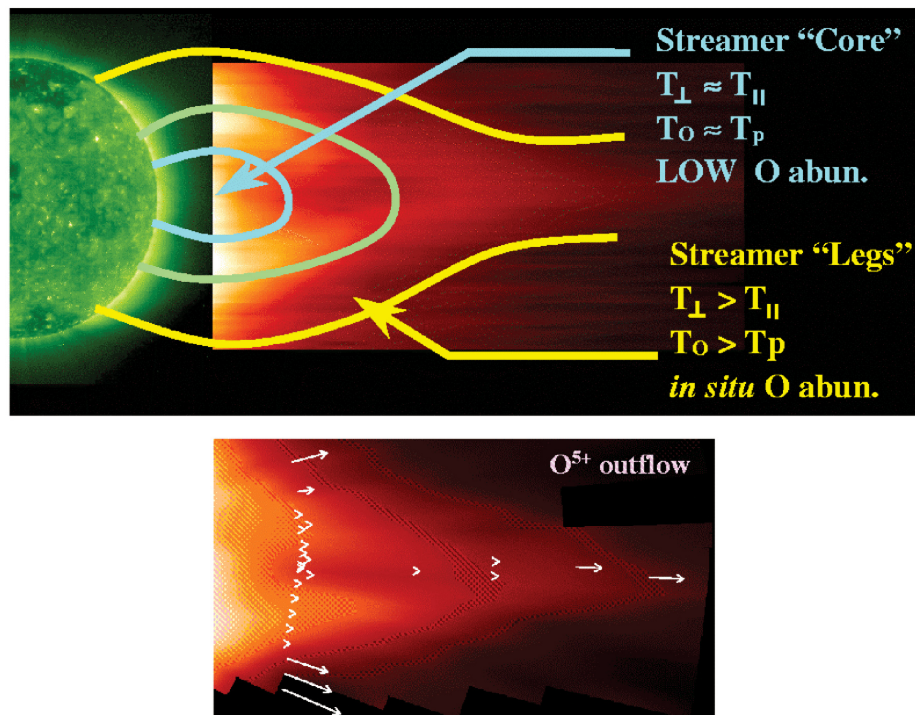 Streamer “Core”
T⊥ ≈ T||
TO ≈ Tp
LOW O abun.
Streamer “Legs”
T⊥ > T||
TO > Tp
in situ O abun.
O⁵⁺ outflow